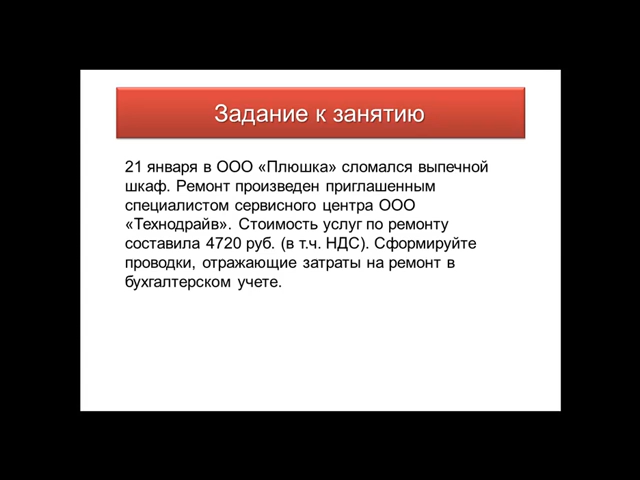 Задание к занятию
21 января в ООО «Плюшка» сломался выпечной
шкаф. Ремонт произведен приглашенным
специалистом сервисного центра ООО
«Технодрайв». Стоимость услуг по ремонту
составила 4720 руб. (в т.ч. НДС). Сформируйте
проводки, отражающие затраты на ремонт в
бухгалтерском учете.